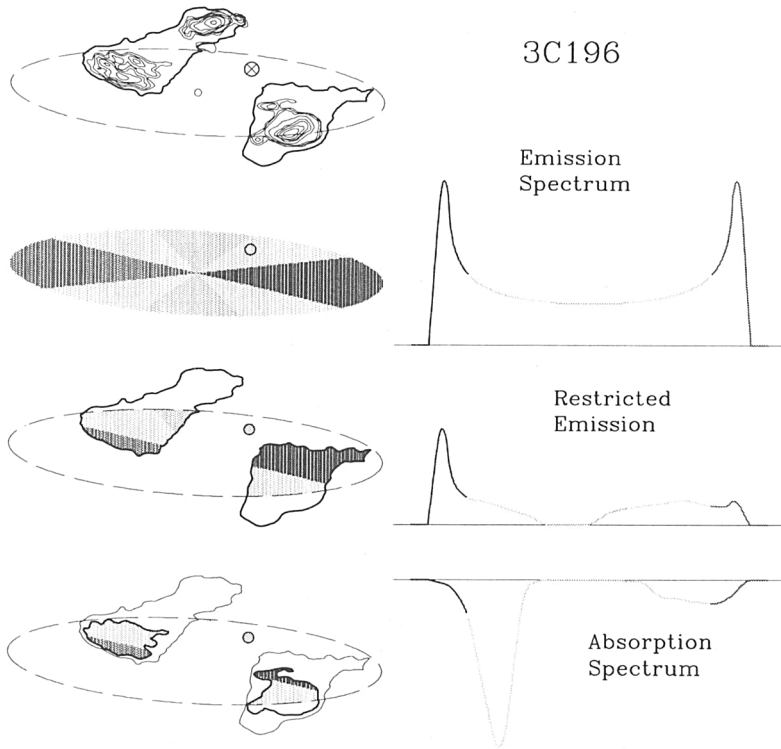 3C196
Emission
Spectrum
Restricted
Emission
Absorption
Spectrum